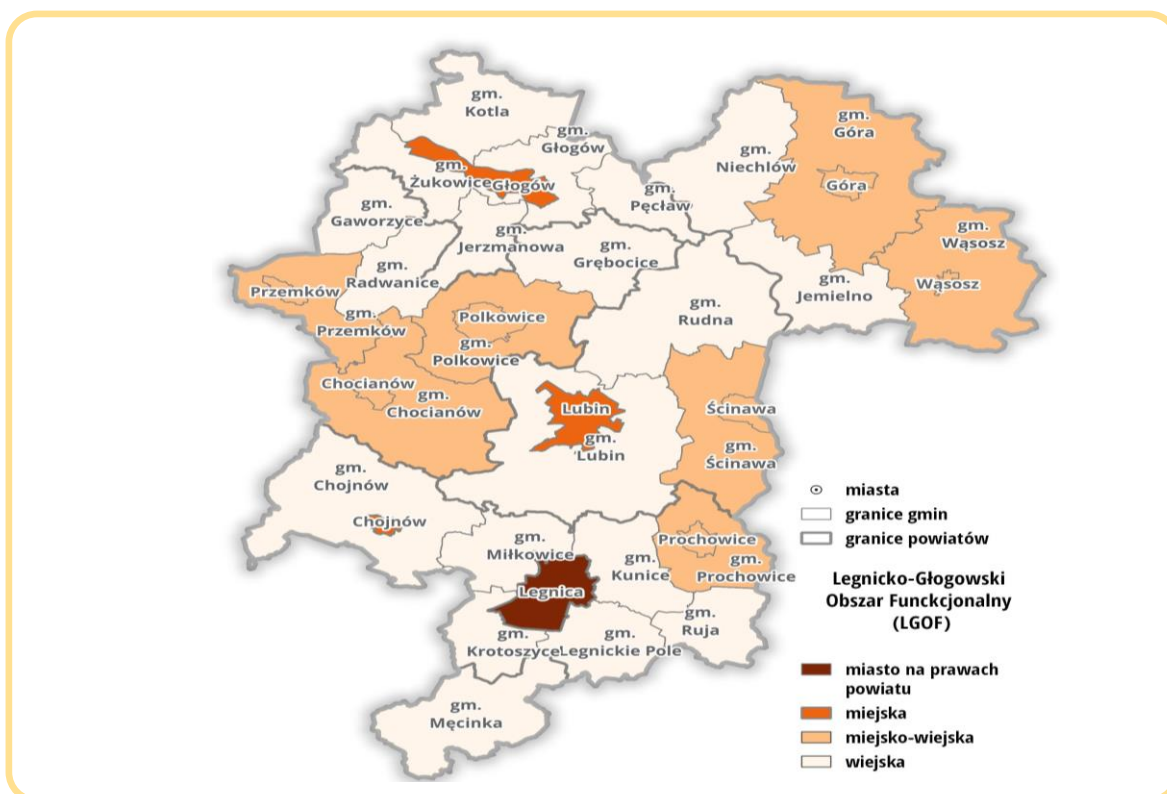 gm.
Kotla
gm.
Głogów
gm.
Góra
gm.
Niechlów
gm.
Żukowice
Głogów
Góra
gm.
Pęcław
gm.
Gaworzyce
gm.
Jerzmanowa
gm.
Grębocice
gm.
Wąsosz
gm.
Radwanice
Przemków
Wąsosz
gm.
Jemielno
gm.
Rudna
gm.
Przemków
Polkowice
gm.
Polkowice
Chocianów
gm.
Chocianów
Lubin
gm.
Lubin
Ścinawa
gm.
Ścinawa
gm.
Chojnów
Chojnów
gm.
Miłkowice
gm.
Kunice
Prochowice
gm.
Prochowice
Legnica
gm.
Ruja
gm.
Krotoszyce
gm.
Legnickie Pole
gm.
Męcinka
miasta
granice gmin
granice powiatów
Legnicko-Głogowski
Obszar Funckcjonalny
(LGOF)
miasto na prawach
powiatu
miejska
miejsko-wiejska
wiejska